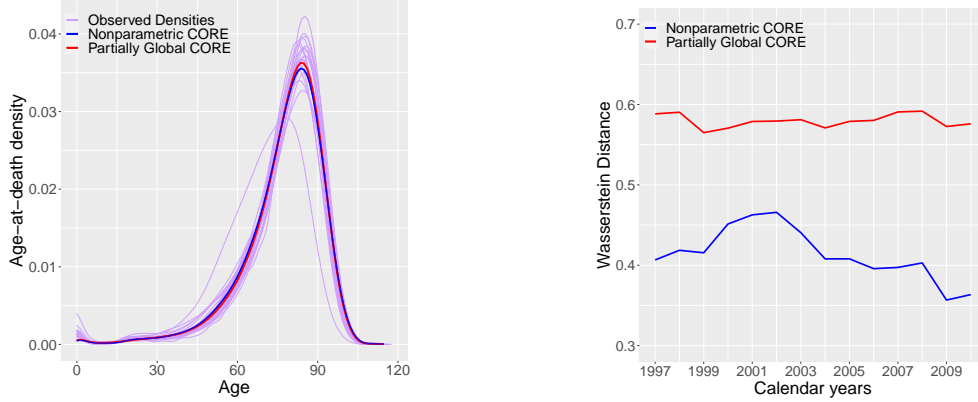 Observed Densities
Nonparametric CORE
Partially Global CORE
0.04
0.03
0.02
0.01
0.00
Age−at−death density
0 30 60 90 120
Age
Nonparametric CORE
Partially Global CORE
0.7
0.6
0.5
0.4
0.3
Wasserstein Distance
1997 1999 2001 2003 2005 2007 2009
Calendar years